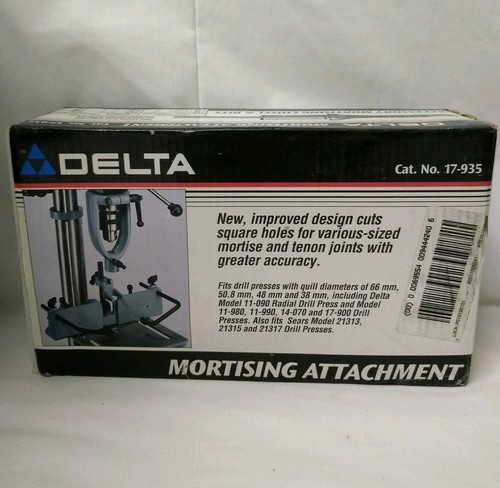 DELTA
Cat. No. 17-935
New, improved design cuts
square holes for various-sized
mortise and tenon joints with
greater accuracy.
Fits drill presses with quill diameters of 66 mm,
50.8 mm, 48 mm and 38 mm, including Delta
Model 11-090 Radial Drill Press and Model
11-980, 11-990, 14-070 and 17-900 Drill
Presses. Also fits Sears Model 21313,
21315 and 21317 Drill Presses.
MORTISING ATTACHMENT